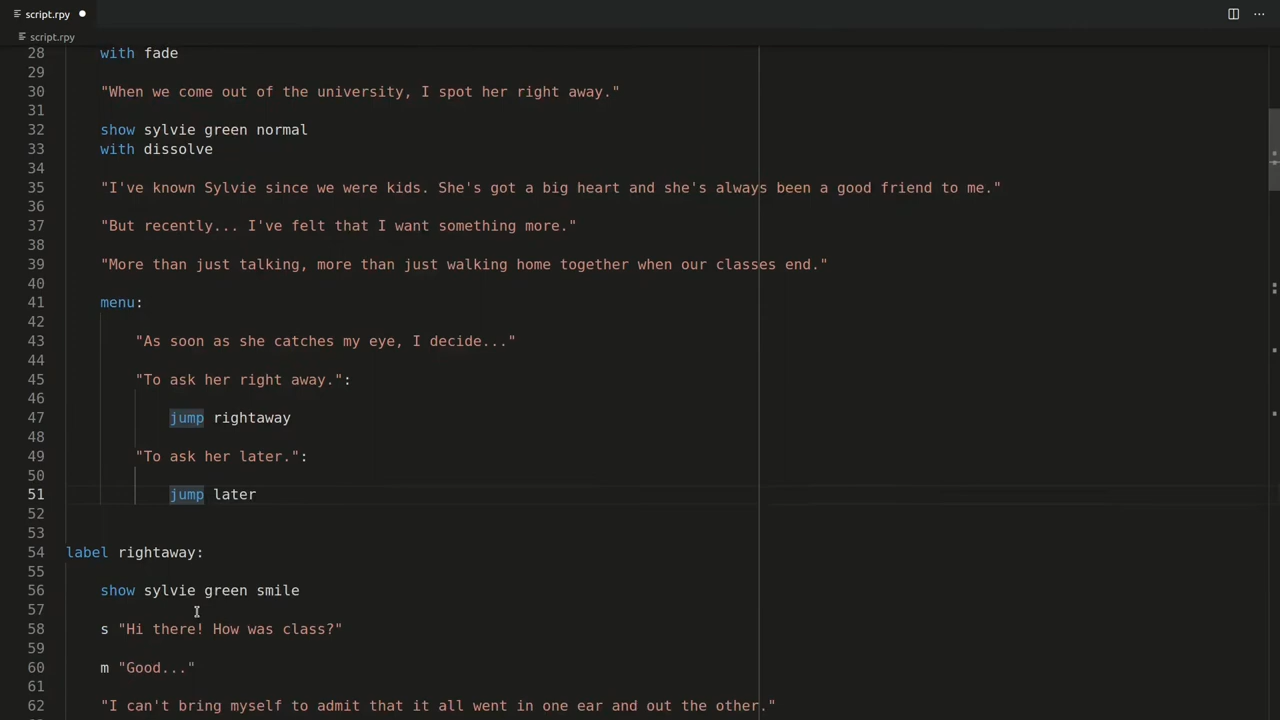 script.rpy
script.rpy
28 with fade
29
30 "When we come out of the university, I spot her right away."
31
32 show sylvie green normal
33 with dissolve
34
35 "I've known Sylvie since we were kids. She's got a big heart and she's always been a good friend to me."
36
37 "But recently... I've felt that I want something more."
38
39 "More than just talking, more than just walking home together when our classes end."
40
41 menu:
42
43 "As soon as she catches my eye, I decide..."
44
45 "To ask her right away.":
46
47 jump rightaway
48
49 "To ask her later.":
50
51 jump later
52
53
54 label rightaway:
55
56 show sylvie green smile
57
58 s "Hi there! How was class?"
59
60 m "Good..."
61
62 "I can't bring myself to admit that it all went in one ear and out the other."